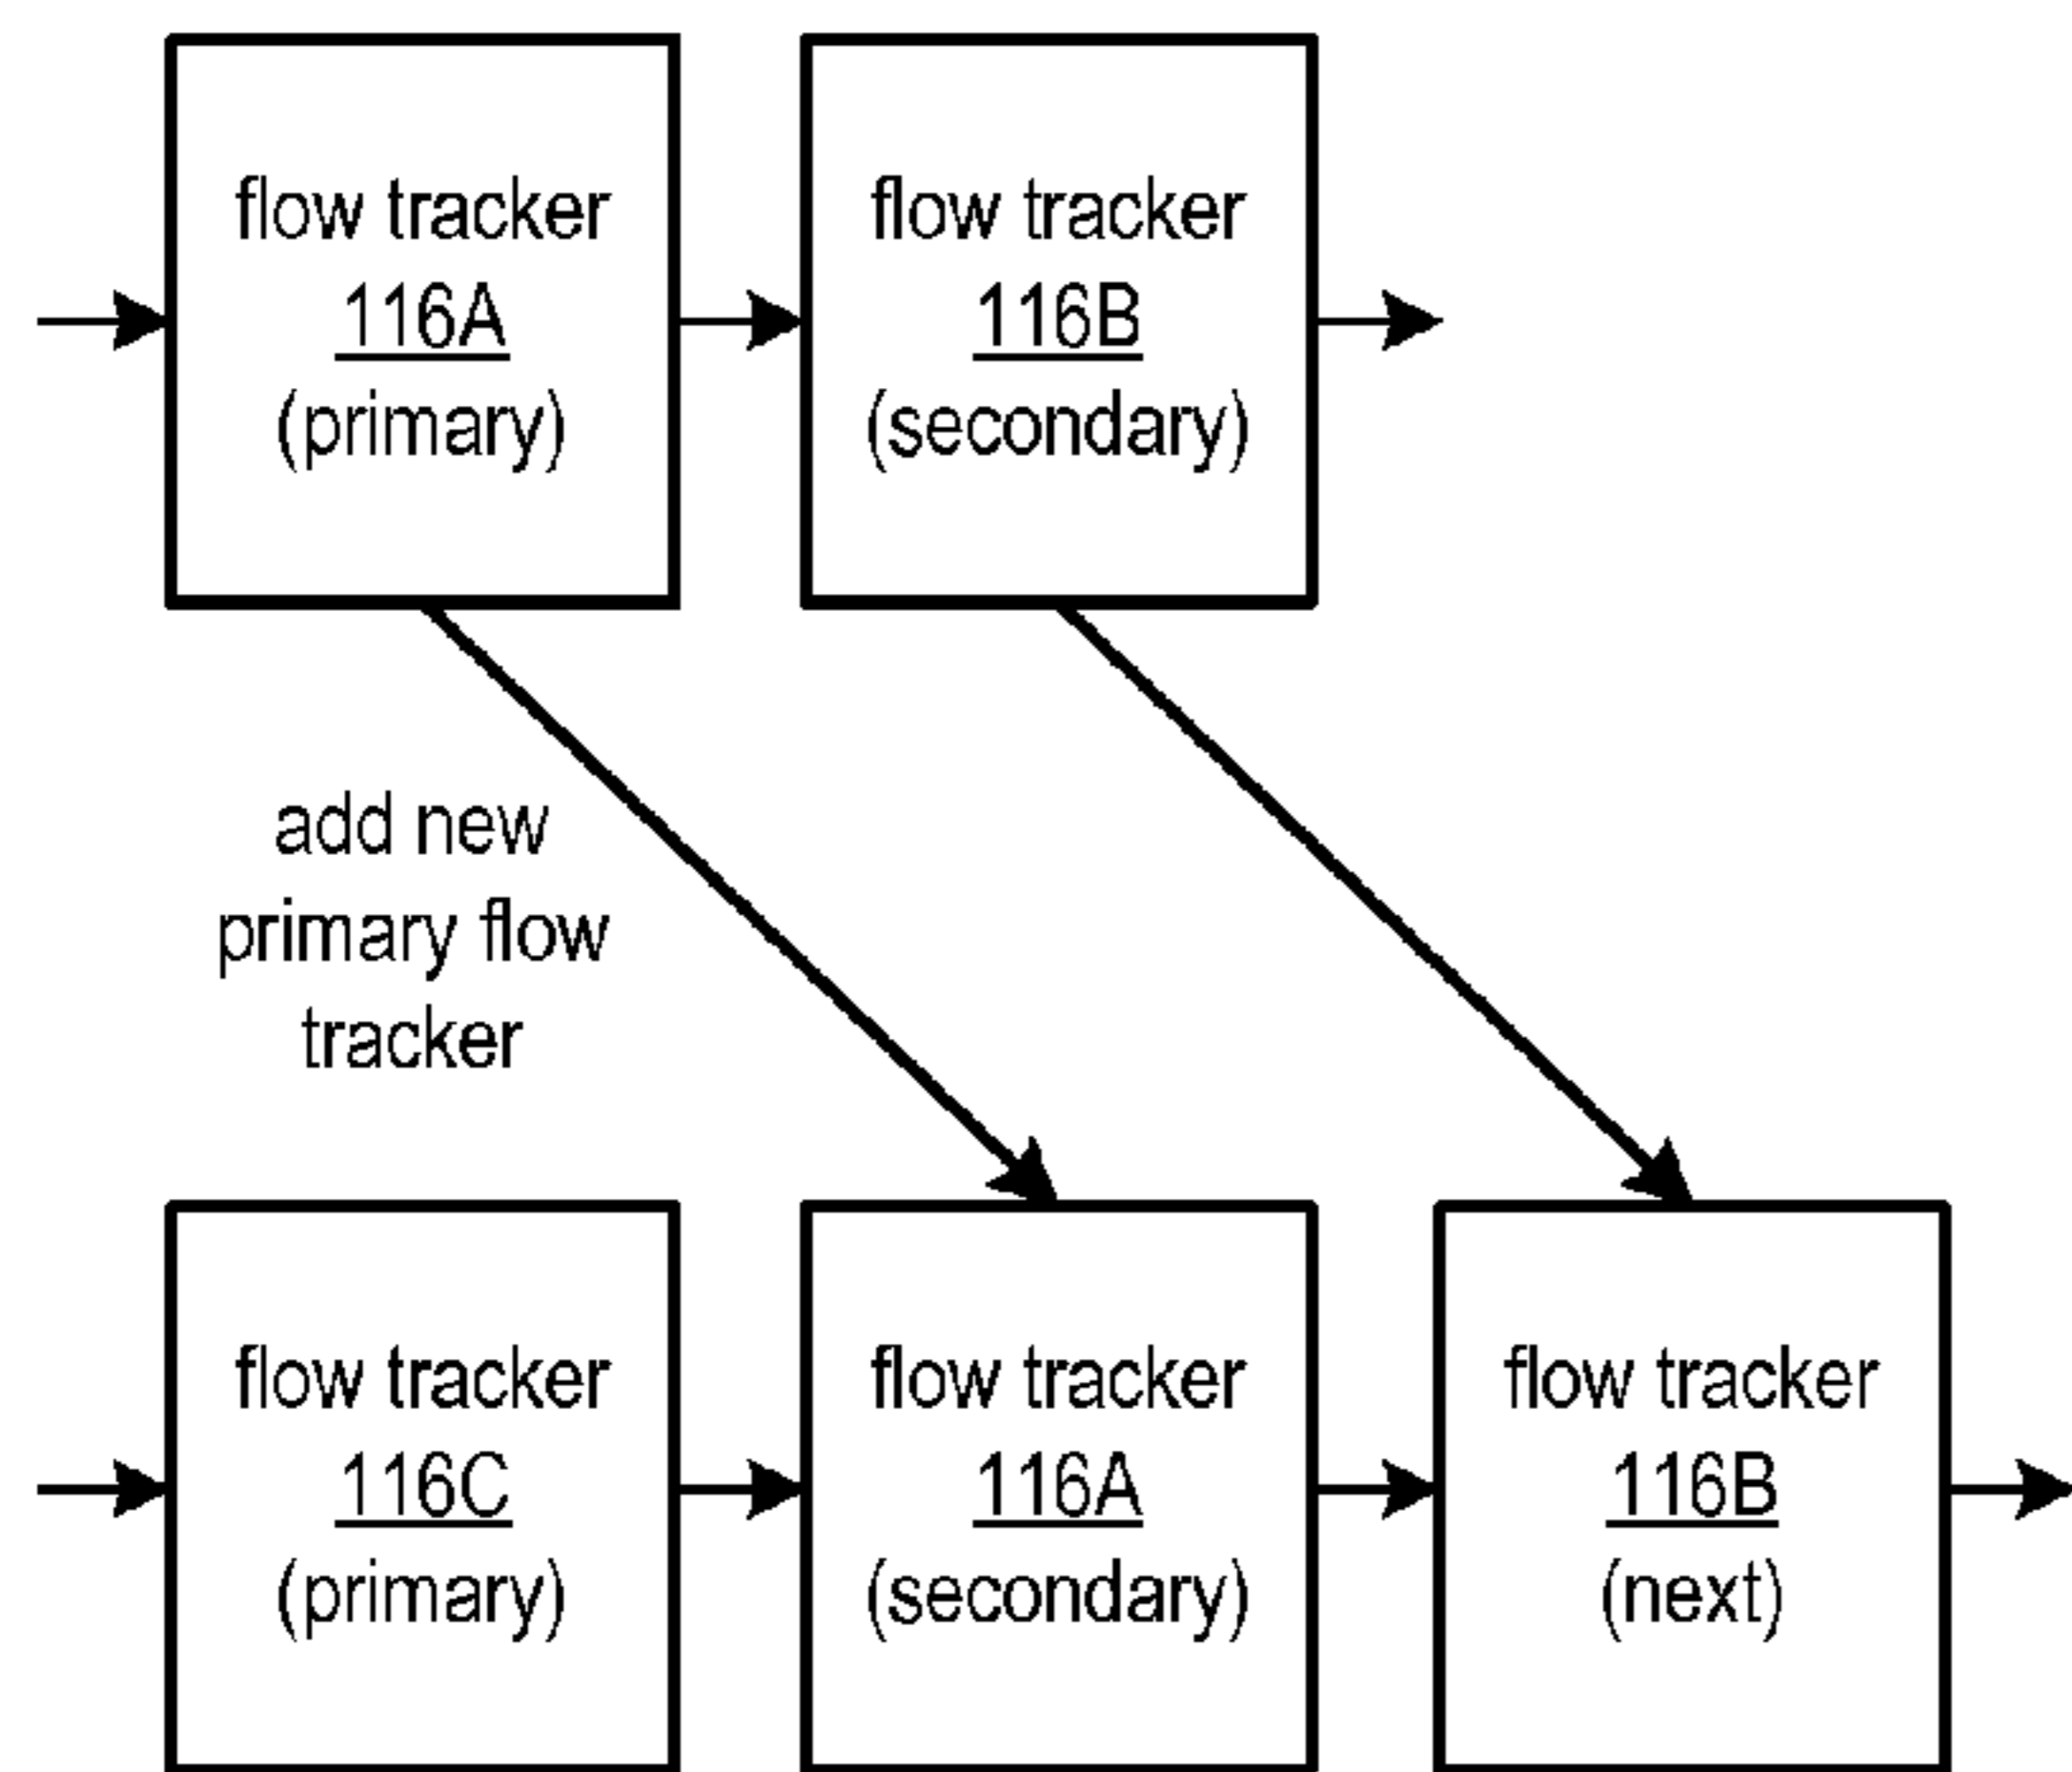 flow tracker
116A
(primary)
flow tracker
116B
(secondary)
add new
primary flow
tracker
flow tracker
116C
(primary)
flow tracker
116A
(secondary)
flow tracker
116B
(next)